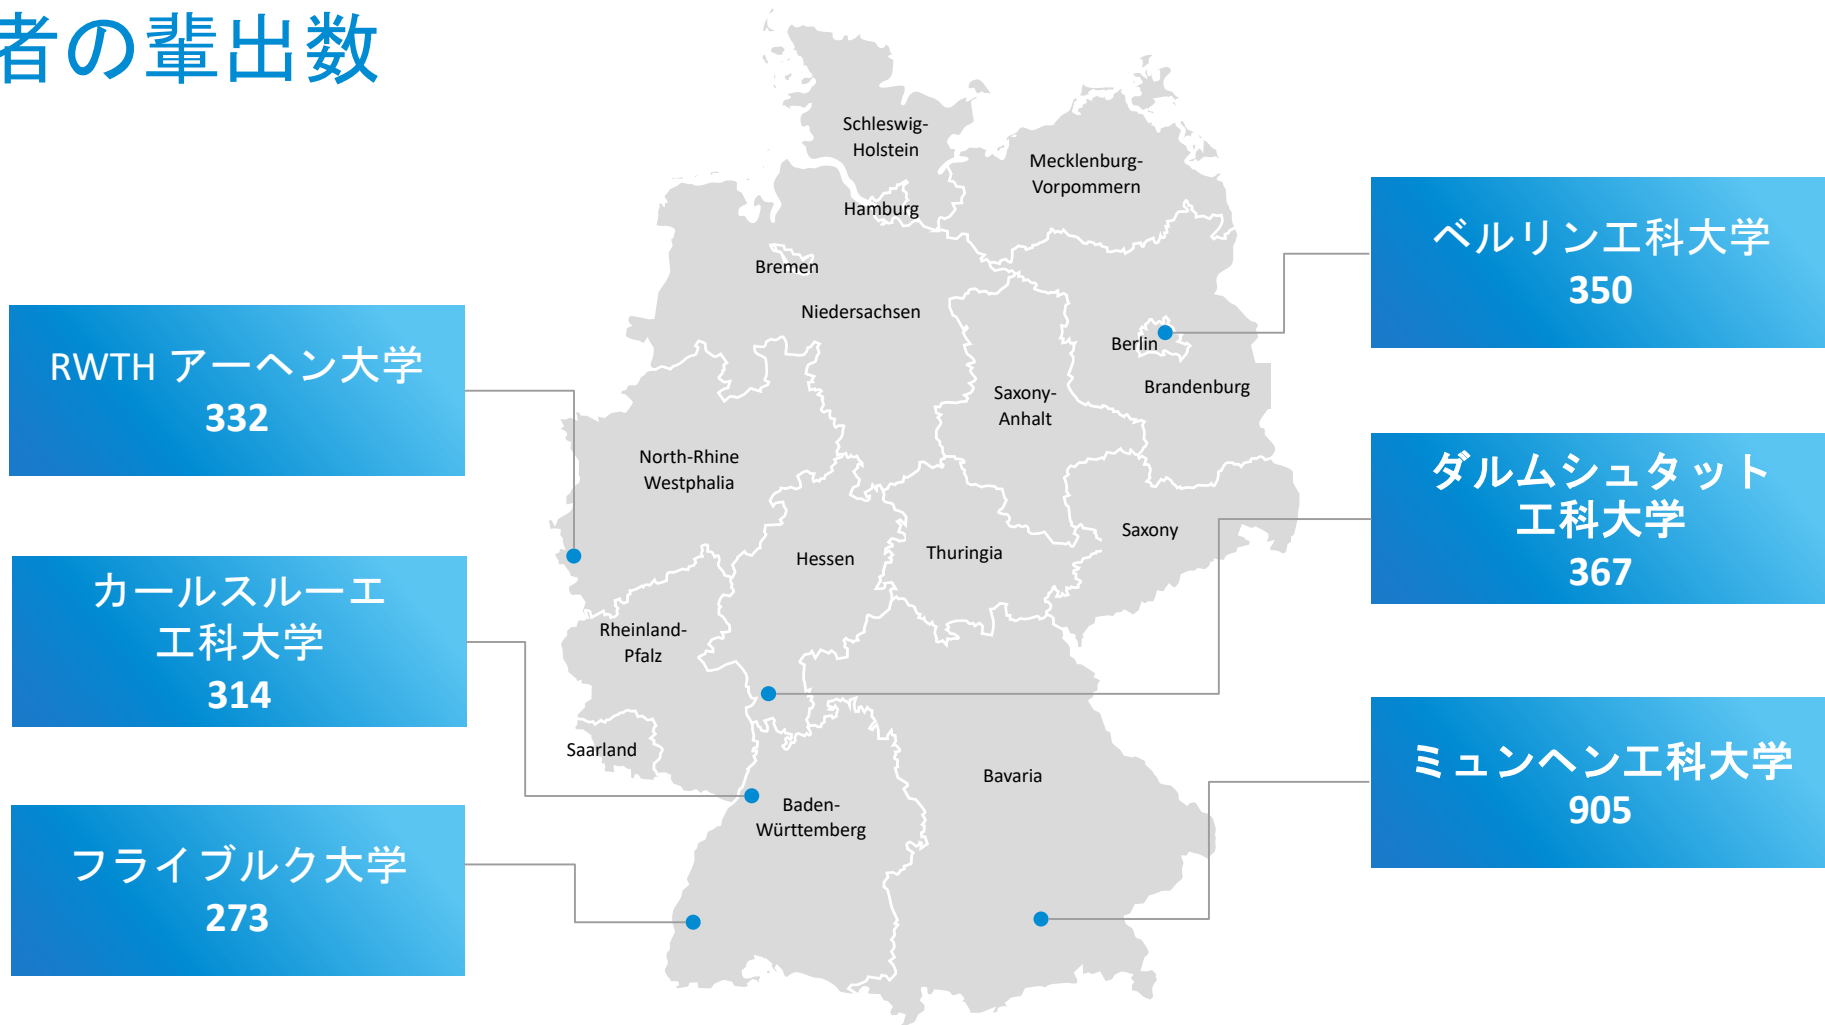 者の輩出数
Schleswig-
Holstein
Mecklenburg-
Vorpommern
Hamburg
Bremen
Niedersachsen
Berlin
Brandenburg
Saxony-
Anhalt
North-Rhine
Westphalia
Hessen
Thuringia
Saxony
Rheinland-
Pfalz
Saarland
Bavaria
Baden-
Württemberg
RWTH アーヘン大学
332
カールスルーエ
工科大学
314
フライブルク大学
273
ベルリン工科大学
350
ダルムシュタット
工科大学
367
ミュンヘン工科大学
905